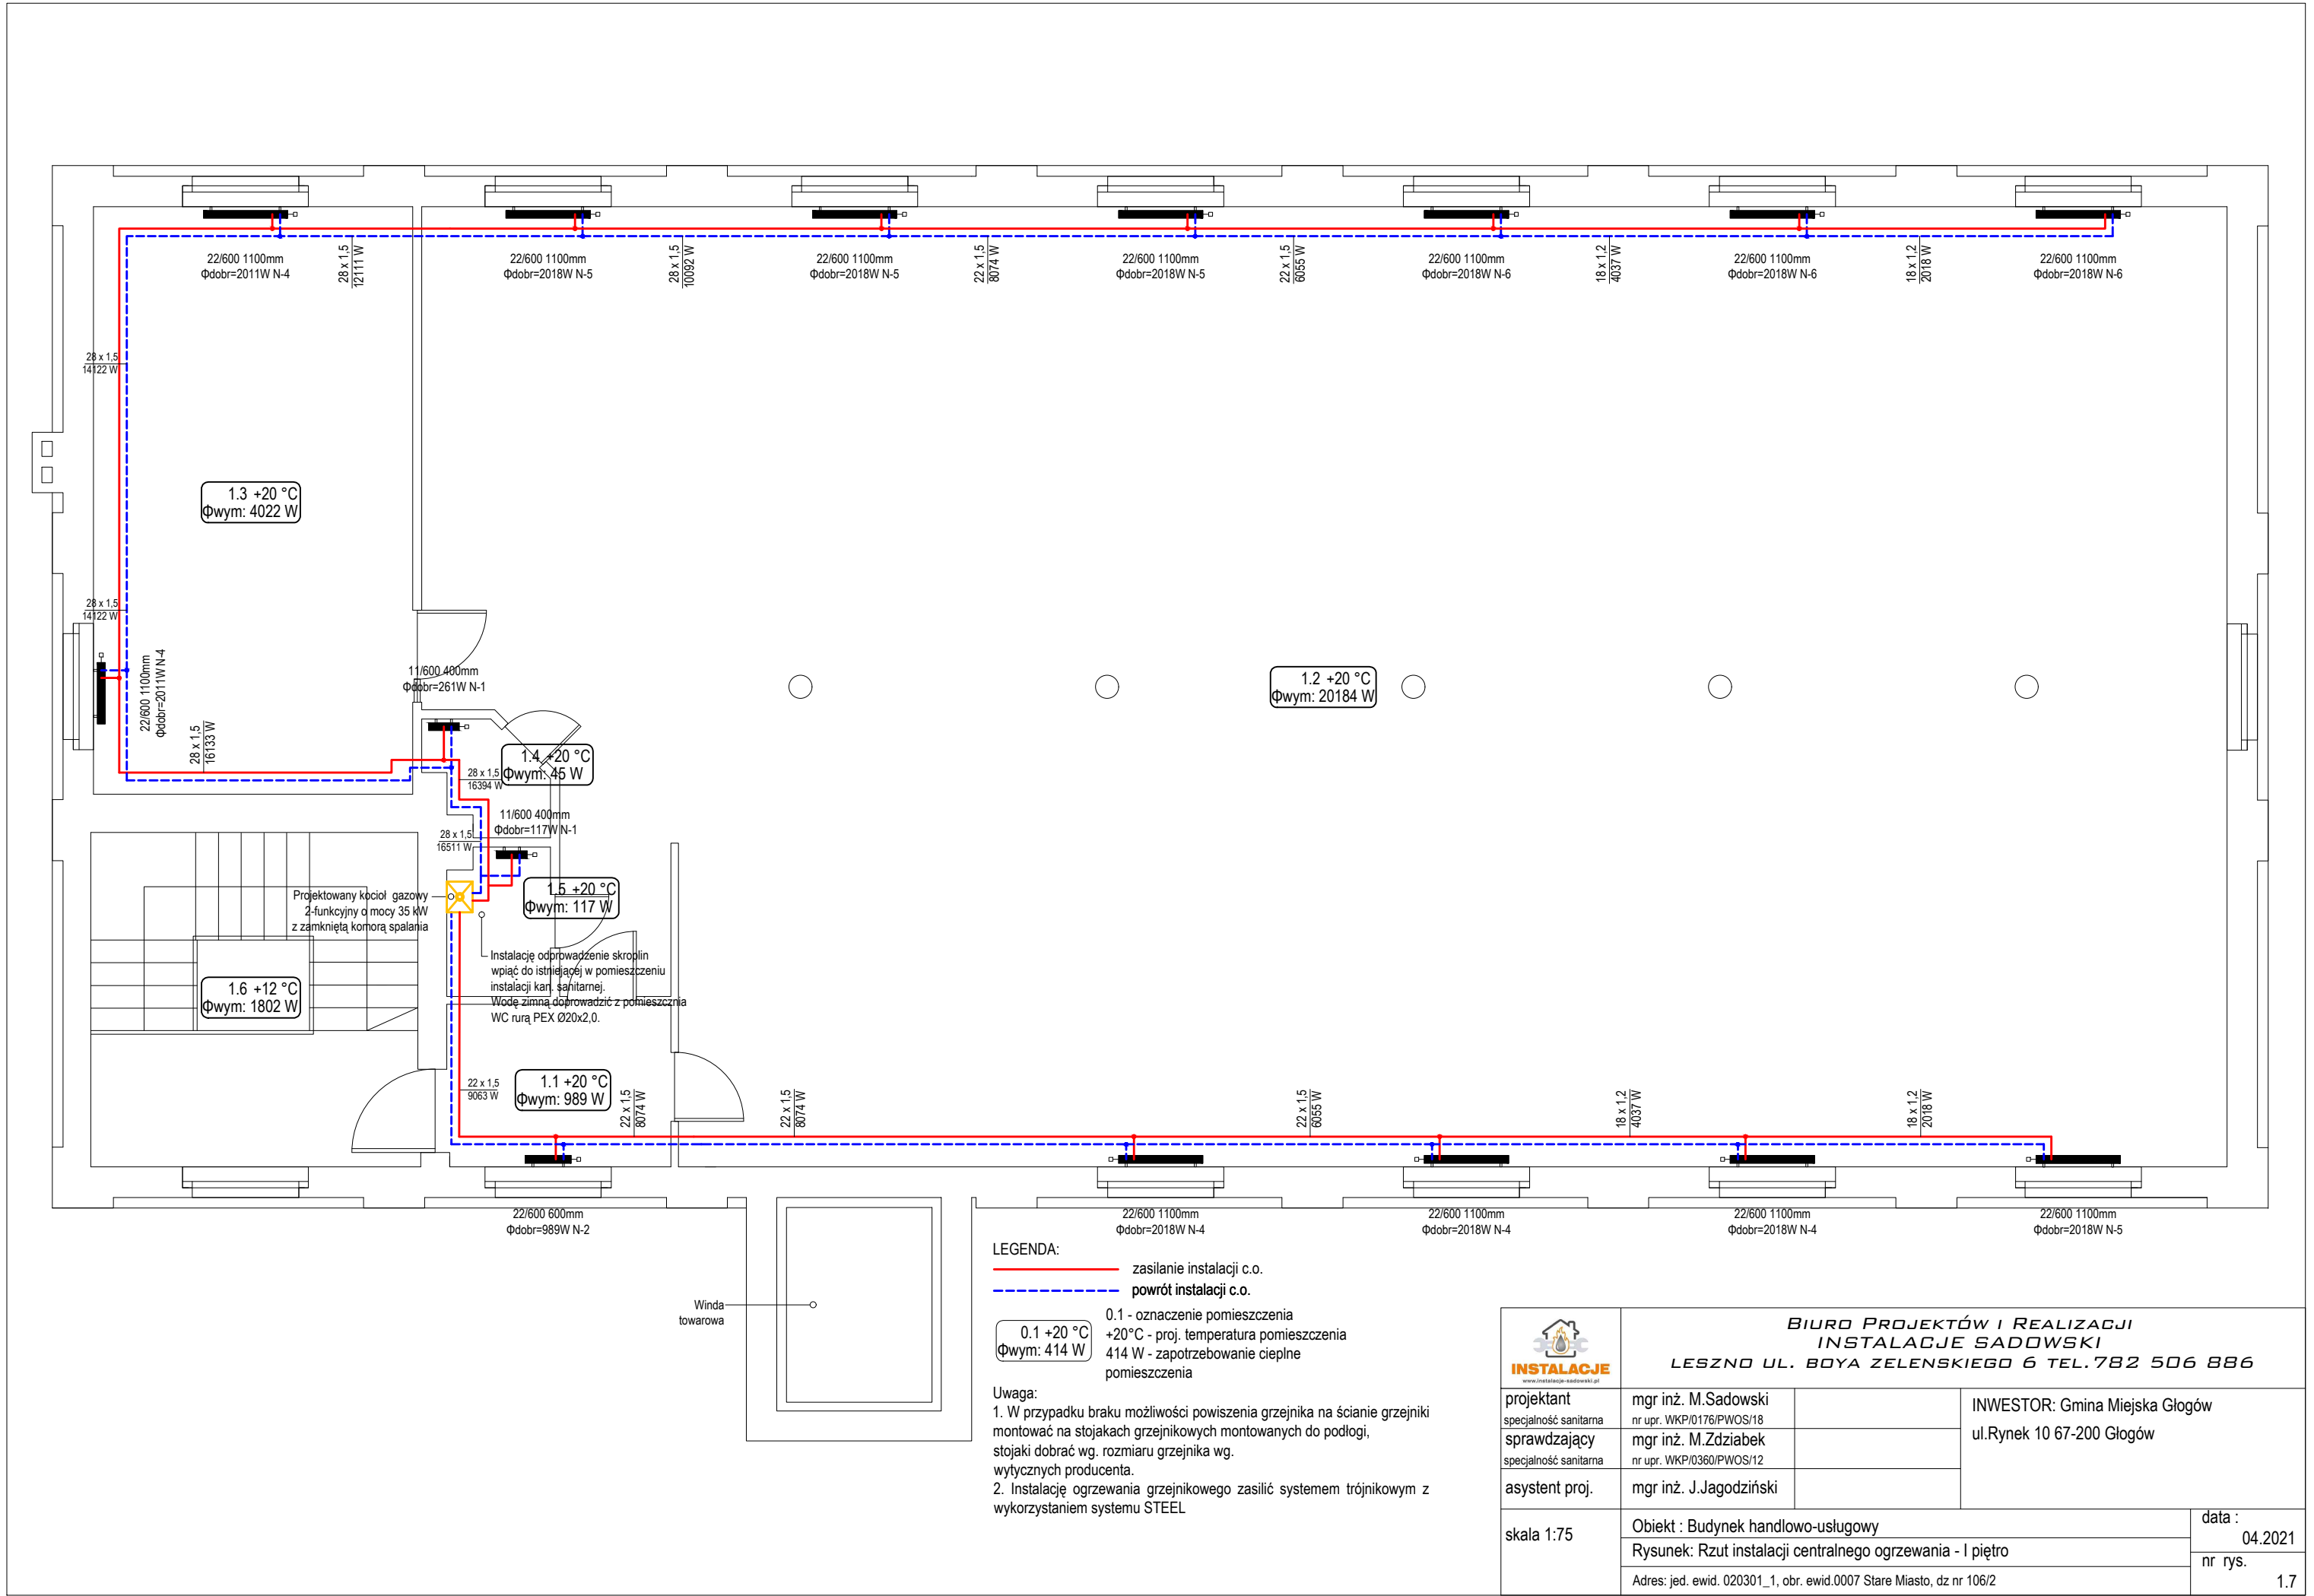 22/600 1100mm
Φdobr=2011W N-4
28 x 1,5
12111 W
22/600 1100mm
Φdobr=2018W N-5
28 x 1,5
10092 W
22/600 1100mm
Φdobr=2018W N-5
22 x 1,5
8074 W
22/600 1100mm
Φdobr=2018W N-5
22 x 1,5
6055 W
22/600 1100mm
Φdobr=2018W N-6
18 x 1,2
4037 W
22/600 1100mm
Φdobr=2018W N-6
18 x 1,2
2018 W
22/600 1100mm
Φdobr=2018W N-6
28 x 1,5
14122 W
1.3 +20 °C
Φwym: 4022 W
28 x 1,5
14122 W
22/600 1100mm
Φdobr=2011W N-4
28 x 1,5
16133 W
11/600 400mm
Φdobr=261W N-1
1.2 +20 °C
Φwym: 20184 W
1.4 +20 °C
Φwym: 45 W
28 x 1,5
16394 W
11/600 400mm
Φdobr=117W N-1
28 x 1,5
16511 W
1.5 +20 °C
Φwym: 117 W
Projektowany kocioł gazowy
2-funkcyjny o mocy 35 kW
z zamkniętą komorą spalania
Instalację odprowadzenie skroplin
wpiąć do istniejącej w pomieszczeniu
instalacji kan. sanitarnej.
Wodę zimną doprowadzić z pomieszcznia
WC rurą PEX Ø20x2,0.
1.6 +12 °C
Φwym: 1802 W
22 x 1,5
9063 W
1.1 +20 °C
Φwym: 989 W
22 x 1,5
8074 W
22 x 1,5
8074 W
22 x 1,5
6055 W
18 x 1,2
4037 W
18 x 1,2
2018 W
22/600 600mm
Φdobr=989W N-2
22/600 1100mm
Φdobr=2018W N-4
22/600 1100mm
Φdobr=2018W N-4
22/600 1100mm
Φdobr=2018W N-4
22/600 1100mm
Φdobr=2018W N-5
Winda
towarowa
LEGENDA:
zasilanie instalacji c.o.
powrót instalacji c.o.
0.1 +20 °C
Φwym: 414 W
0.1 - oznaczenie pomieszczenia
+20°C - proj. temperatura pomieszczenia
414 W - zapotrzebowanie cieplne
pomieszczenia
Uwaga:
1. W przypadku braku możliwości powiszenia grzejnika na ścianie grzejniki
montować na stojakach grzejnikowych montowanych do podłogi,
stojaki dobrać wg. rozmiaru grzejnika wg.
wytycznych producenta.
2. Instalację ogrzewania grzejnikowego zasilić systemem trójnikowym z
wykorzystaniem systemu STEEL
INSTALACJE
www.instalacje-sadowski.pl
BIURO PROJEKTÓW I REALIZACJI
INSTALACJE SADOWSKI
LESZNO UL. BOYA ZELENSKIEGO 6 TEL.782 506 886
projektant
specjalność sanitarna
mgr inż. M.Sadowski
nr upr. WKP/0176/PWOS/18
sprawdzający
specjalność sanitarna
mgr inż. M.Zdziabek
nr upr. WKP/0360/PWOS/12
asystent proj.
mgr inż. J.Jagodziński
INWESTOR: Gmina Miejska Głogów
ul.Rynek 10 67-200 Głogów
skala 1:75
Obiekt : Budynek handlowo-usługowy
Rysunek: Rzut instalacji centralnego ogrzewania - I piętro
Adres: jed. ewid. 020301_1, obr. ewid.0007 Stare Miasto, dz nr 106/2
data :
04.2021
nr rys.
1.7